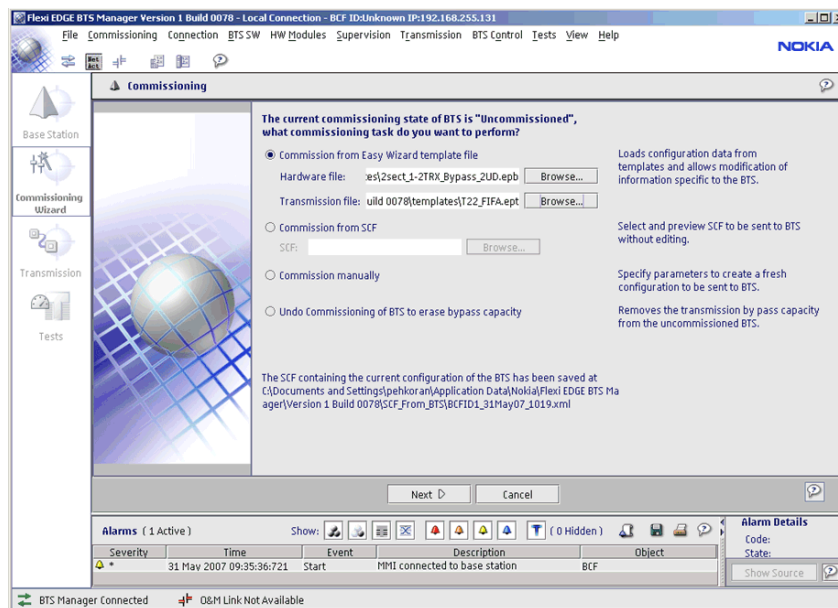 Flexi EDGE BTS Manager Version 1 Build 0078 - Local Connection - BCF ID:Unknown IP:192.168.255.131
File Commissioning Connection BTS SW HW Modules Supervision Transmission BTS Control Tests View Help
NOKIA
Net
Act
Commissioning
Base Station
Commissioning
Wizard
Transmission
Tests
The current commissioning state of BTS is "Uncommissioned",
what commissioning task do you want to perform?
Commission from Easy Wizard template file
Hardware file: :es\2sect_1-2TRX_Bypass_2UD.epb Browse...
Transmission file: uild 0078\templates\T22_FIFA.ept Browse...
Loads configuration data from
templates and allows modification of
information specific to the BTS.
Commission from SCF
SCF: Browse...
Select and preview SCF to be sent to BTS
without editing.
Commission manually
Specify parameters to create a fresh
configuration to be sent to BTS.
Undo Commissioning of BTS to erase bypass capacity
Removes the transmission by pass capacity
from the uncommissioned BTS.
The SCF containing the current configuration of the BTS has been saved at
C:\Documents and Settings\pehkoran\Application Data\Nokia\Flexi EDGE BTS Ma
ager\Version 1 Build 0078\SCF_From_BTS\BCFID1_31May07_1019.xml
Next Cancel
Alarms ( 1 Active ) Show: ( 0 Hidden )
Severity Time Event Description Object
* 31 May 2007 09:35:36:721 Start MMI connected to base station BCF
Alarm Details
Code:
State:
Show Source
BTS Manager Connected O&M Link Not Available